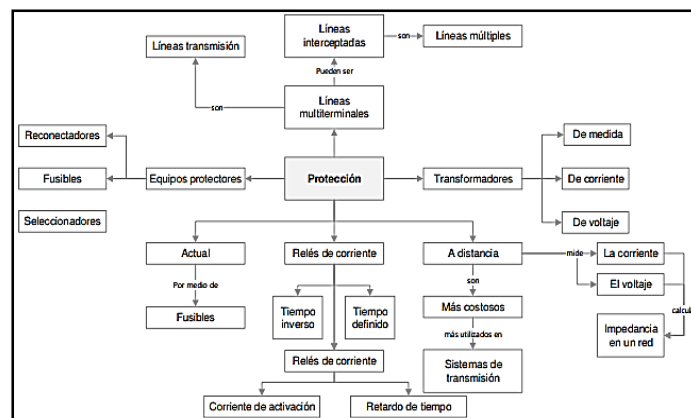 Líneas
interceptadas
son
Líneas múltiples
Líneas transmisión
Pueden ser
son
Líneas
multiterminales
Reconectadores
De medida
Fusibles
Equipos protectores
Protección
Transformadores
De corriente
Seleccionadores
De voltaje
Actual
Relés de corriente
A distancia
mide
La corriente
Por medio de
son
El voltaje
Fusibles
Tiempo
inverso
Tiempo
definido
Más costosos
calcula
Impedancia
en un red
más utilizados en
Relés de corriente
Sistemas de
transmisión
Corriente de activación
Retardo de tiempo